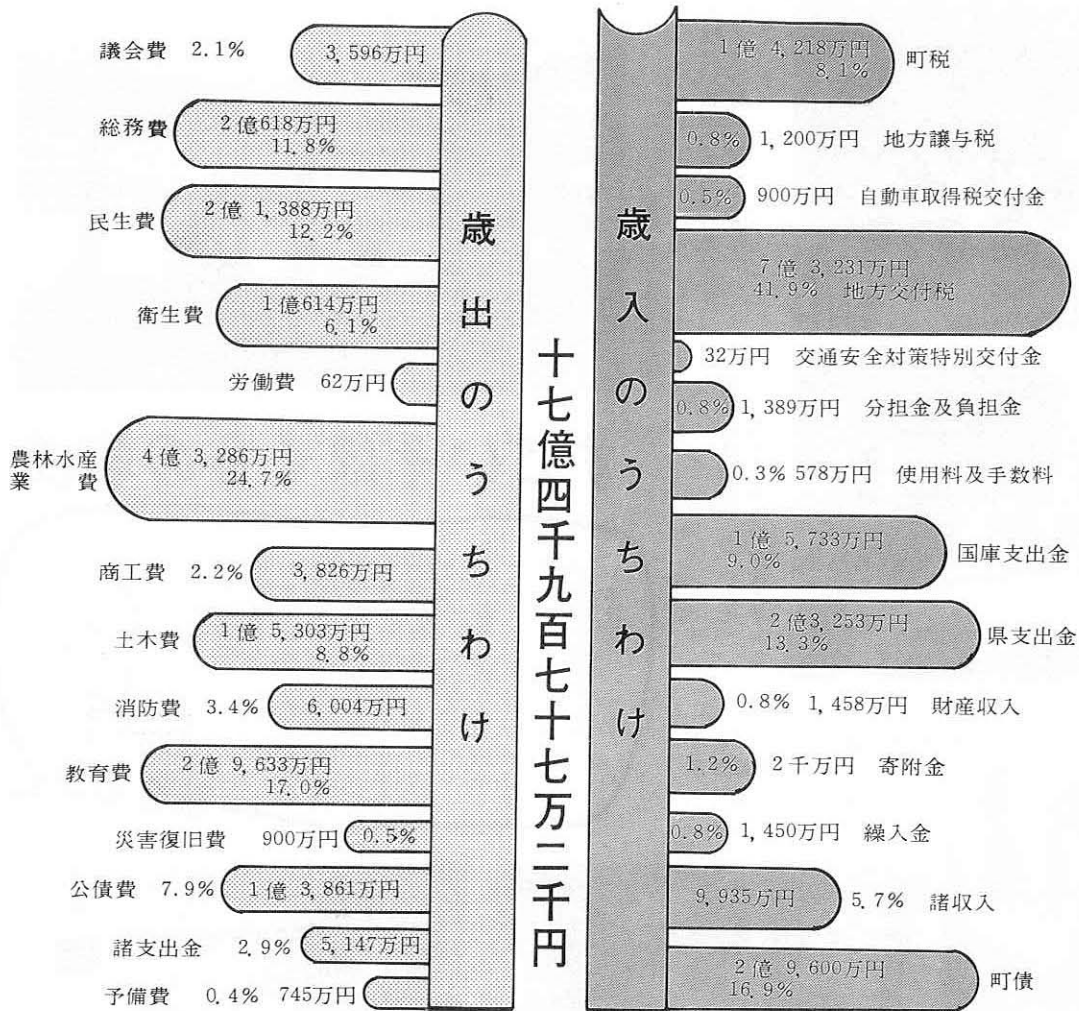 議会費 2.1% 3,596万円
総務費 2億618万円
11.8%
民生費 2億1,388万円
12.2%
衛生費 1億614万円
6.1%
労働費 62万円
農林水産
業費 4億3,286万円
24.7%
商工費 2.2% 3,826万円
土木費 1億5,303万円
8.8%
消防費 3.4% 6,004万円
教育費 2億9,633万円
17.0%
災害復旧費 900万円 0.5%
公債費 7.9% 1億3,861万円
諸支出金 2.9% 5,147万円
予備費 0.4% 745万円
歳出のうちわけ
十七億四千九百七十七万二千円
歳入のうちわけ
1億4,218万円
8.1% 町税
0.8% 1,200万円 地方譲与税
0.5% 900万円 自動車取得税交付金
7億3,231万円
41.9% 地方交付税
32万円 交通安全対策特別交付金
0.8% 1,389万円 分担金及負担金
0.3% 578万円 使用料及手数料
1億5,733万円
9.0% 国庫支出金
2億3,253万円
13.3% 県支出金
0.8% 1,458万円 財産収入
1.2% 2千万円 寄附金
0.8% 1,450万円 繰入金
9,935万円 5.7% 諸収入
2億9,600万円
16.9% 町債